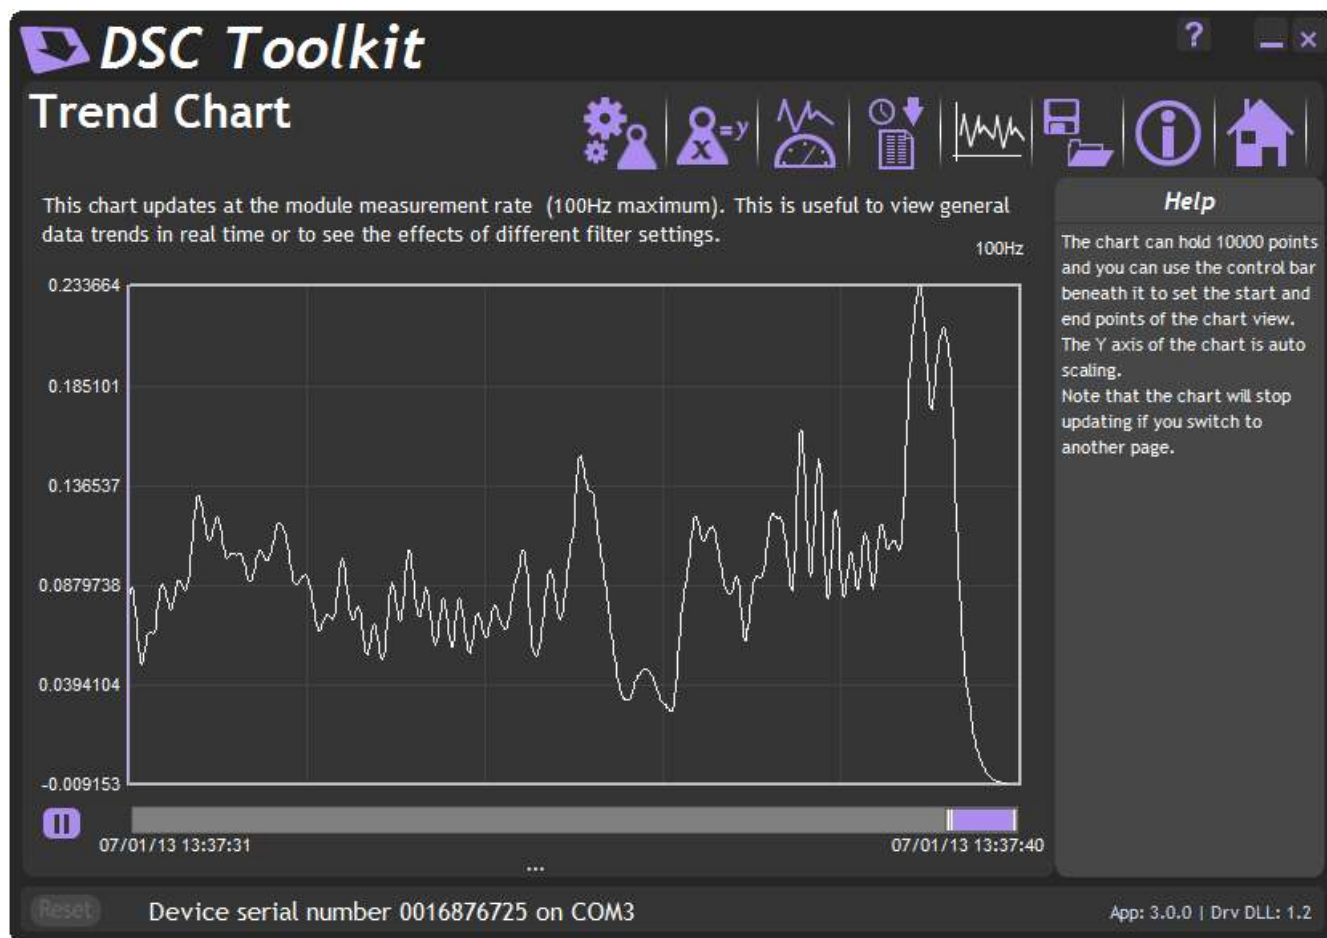 DSC Toolkit
?
Trend Chart
x =y
This chart updates at the module measurement rate (100Hz maximum). This is useful to view general
data trends in real time or to see the effects of different filter settings.
100Hz
0.233664
0.185101
0.136537
0.0879738
0.0394104
-0.009153
07/01/13 13:37:31
07/01/13 13:37:40
...
Help
The chart can hold 10000 points
and you can use the control bar
beneath it to set the start and
end points of the chart view.
The Y axis of the chart is auto
scaling.
Note that the chart will stop
updating if you switch to
another page.
Reset
Device serial number 0016876725 on COM3
App: 3.0.0 | Drv DLL: 1.2